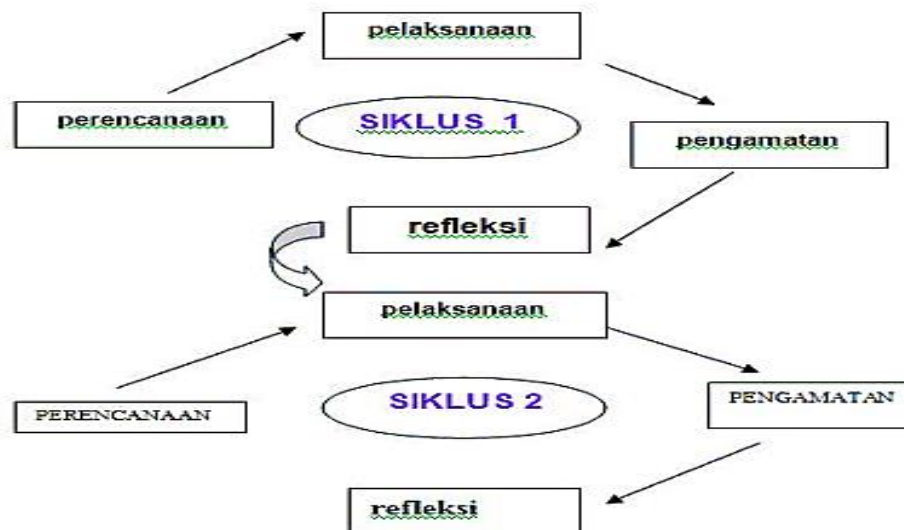 pelaksanaan
perencanaan
SIKLUS 1
pengamatan
refleksi
pelaksanaan
PERENCANAAN
SIKLUS 2
PENGAMATAN
refleksi